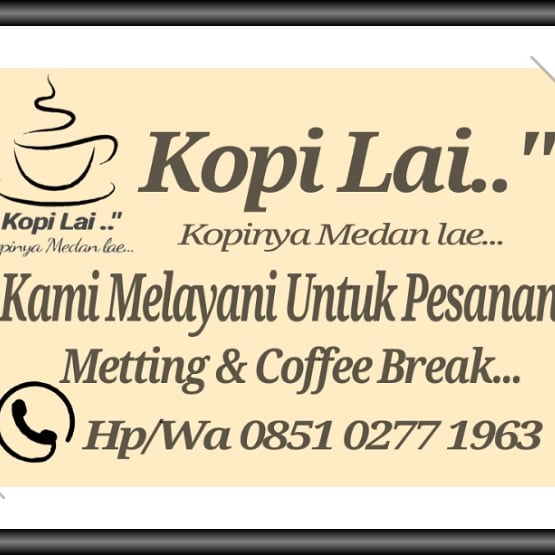 Kopi Lai.."
Kopinya Medan lae...
Kopi Lai .."
pinya Medan lae...
Kami Melayani Untuk Pesanan
Metting & Coffee Break...
Hp/Wa 0851 0277 1963